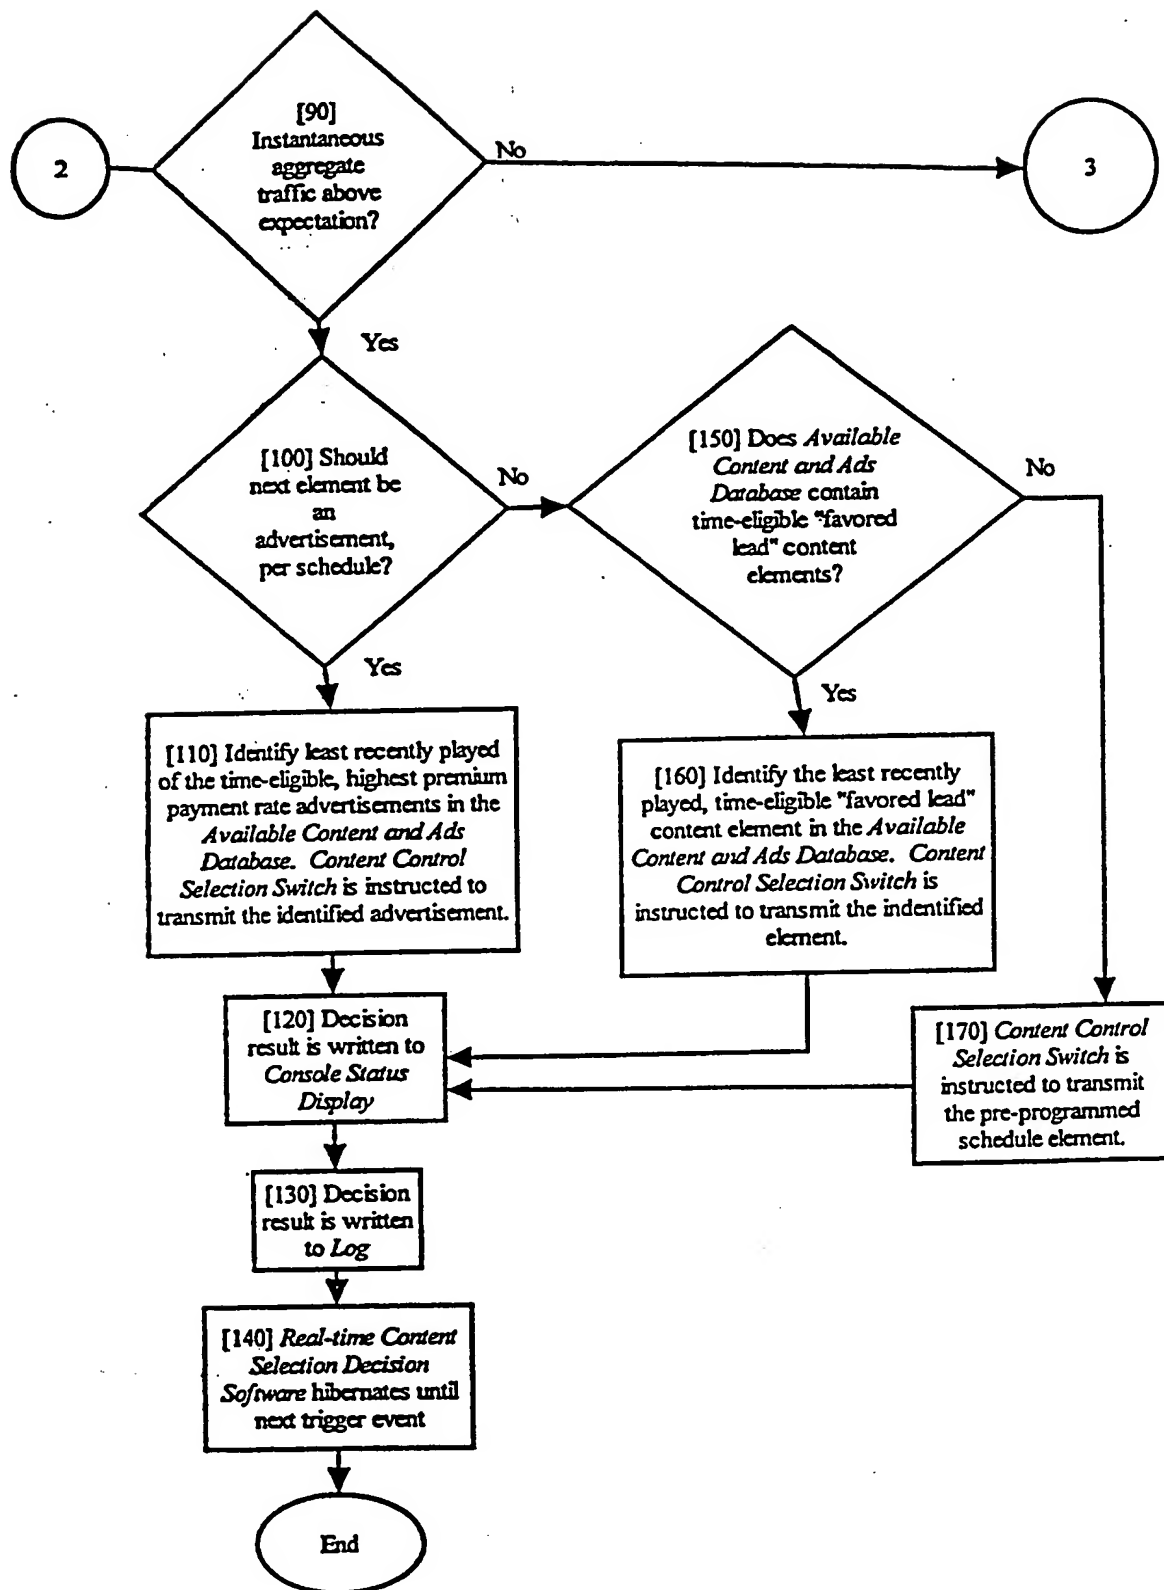 [90]
Instantaneous
aggregate
traffic above
expectation?
2
No
3
Yes
[100] Should
next element be
an
advertisement,
per schedule?
No
[150] Does Available
Content and Ads
Database contain
time-eligible "favored
lead" content
elements?
No
Yes
Yes
[110] Identify least recently played
of the time-eligible, highest premium
payment rate advertisements in the
Available Content and Ads
Database. Content Control
Selection Switch is instructed to
transmit the identified advertisement.
[160] Identify the least recently
played, time-eligible "favored lead"
content element in the Available
Content and Ads Database. Content
Control Selection Switch is
instructed to transmit the indentified
element.
[120] Decision
result is written to
Console Status
Display
[170] Content Control
Selection Switch is
instructed to transmit
the pre-programmed
schedule element.
[130] Decision
result is written
to Log
[140] Real-time Content
Selection Decision
Software hibernates until
next trigger event
End